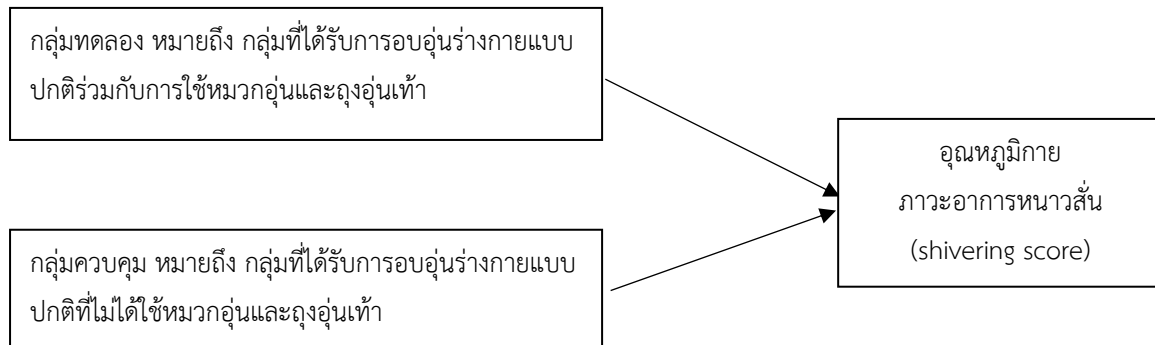 กลุ่มทดลอง หมายถึง กลุ่มที่ได้รับการอบอุ่นร่างกายแบบ
ปกติร่วมกับการใช้หมวกอุ่นและถุงอุ่นเท้า
อุณหภูมิกาย
ภาวะอาการหนาวสั่น
(shivering score)
กลุ่มควบคุม หมายถึง กลุ่มที่ได้รับการอบอุ่นร่างกายแบบ
ปกติที่ไม่ได้ใช้หมวกอุ่นและถุงอุ่นเท้า